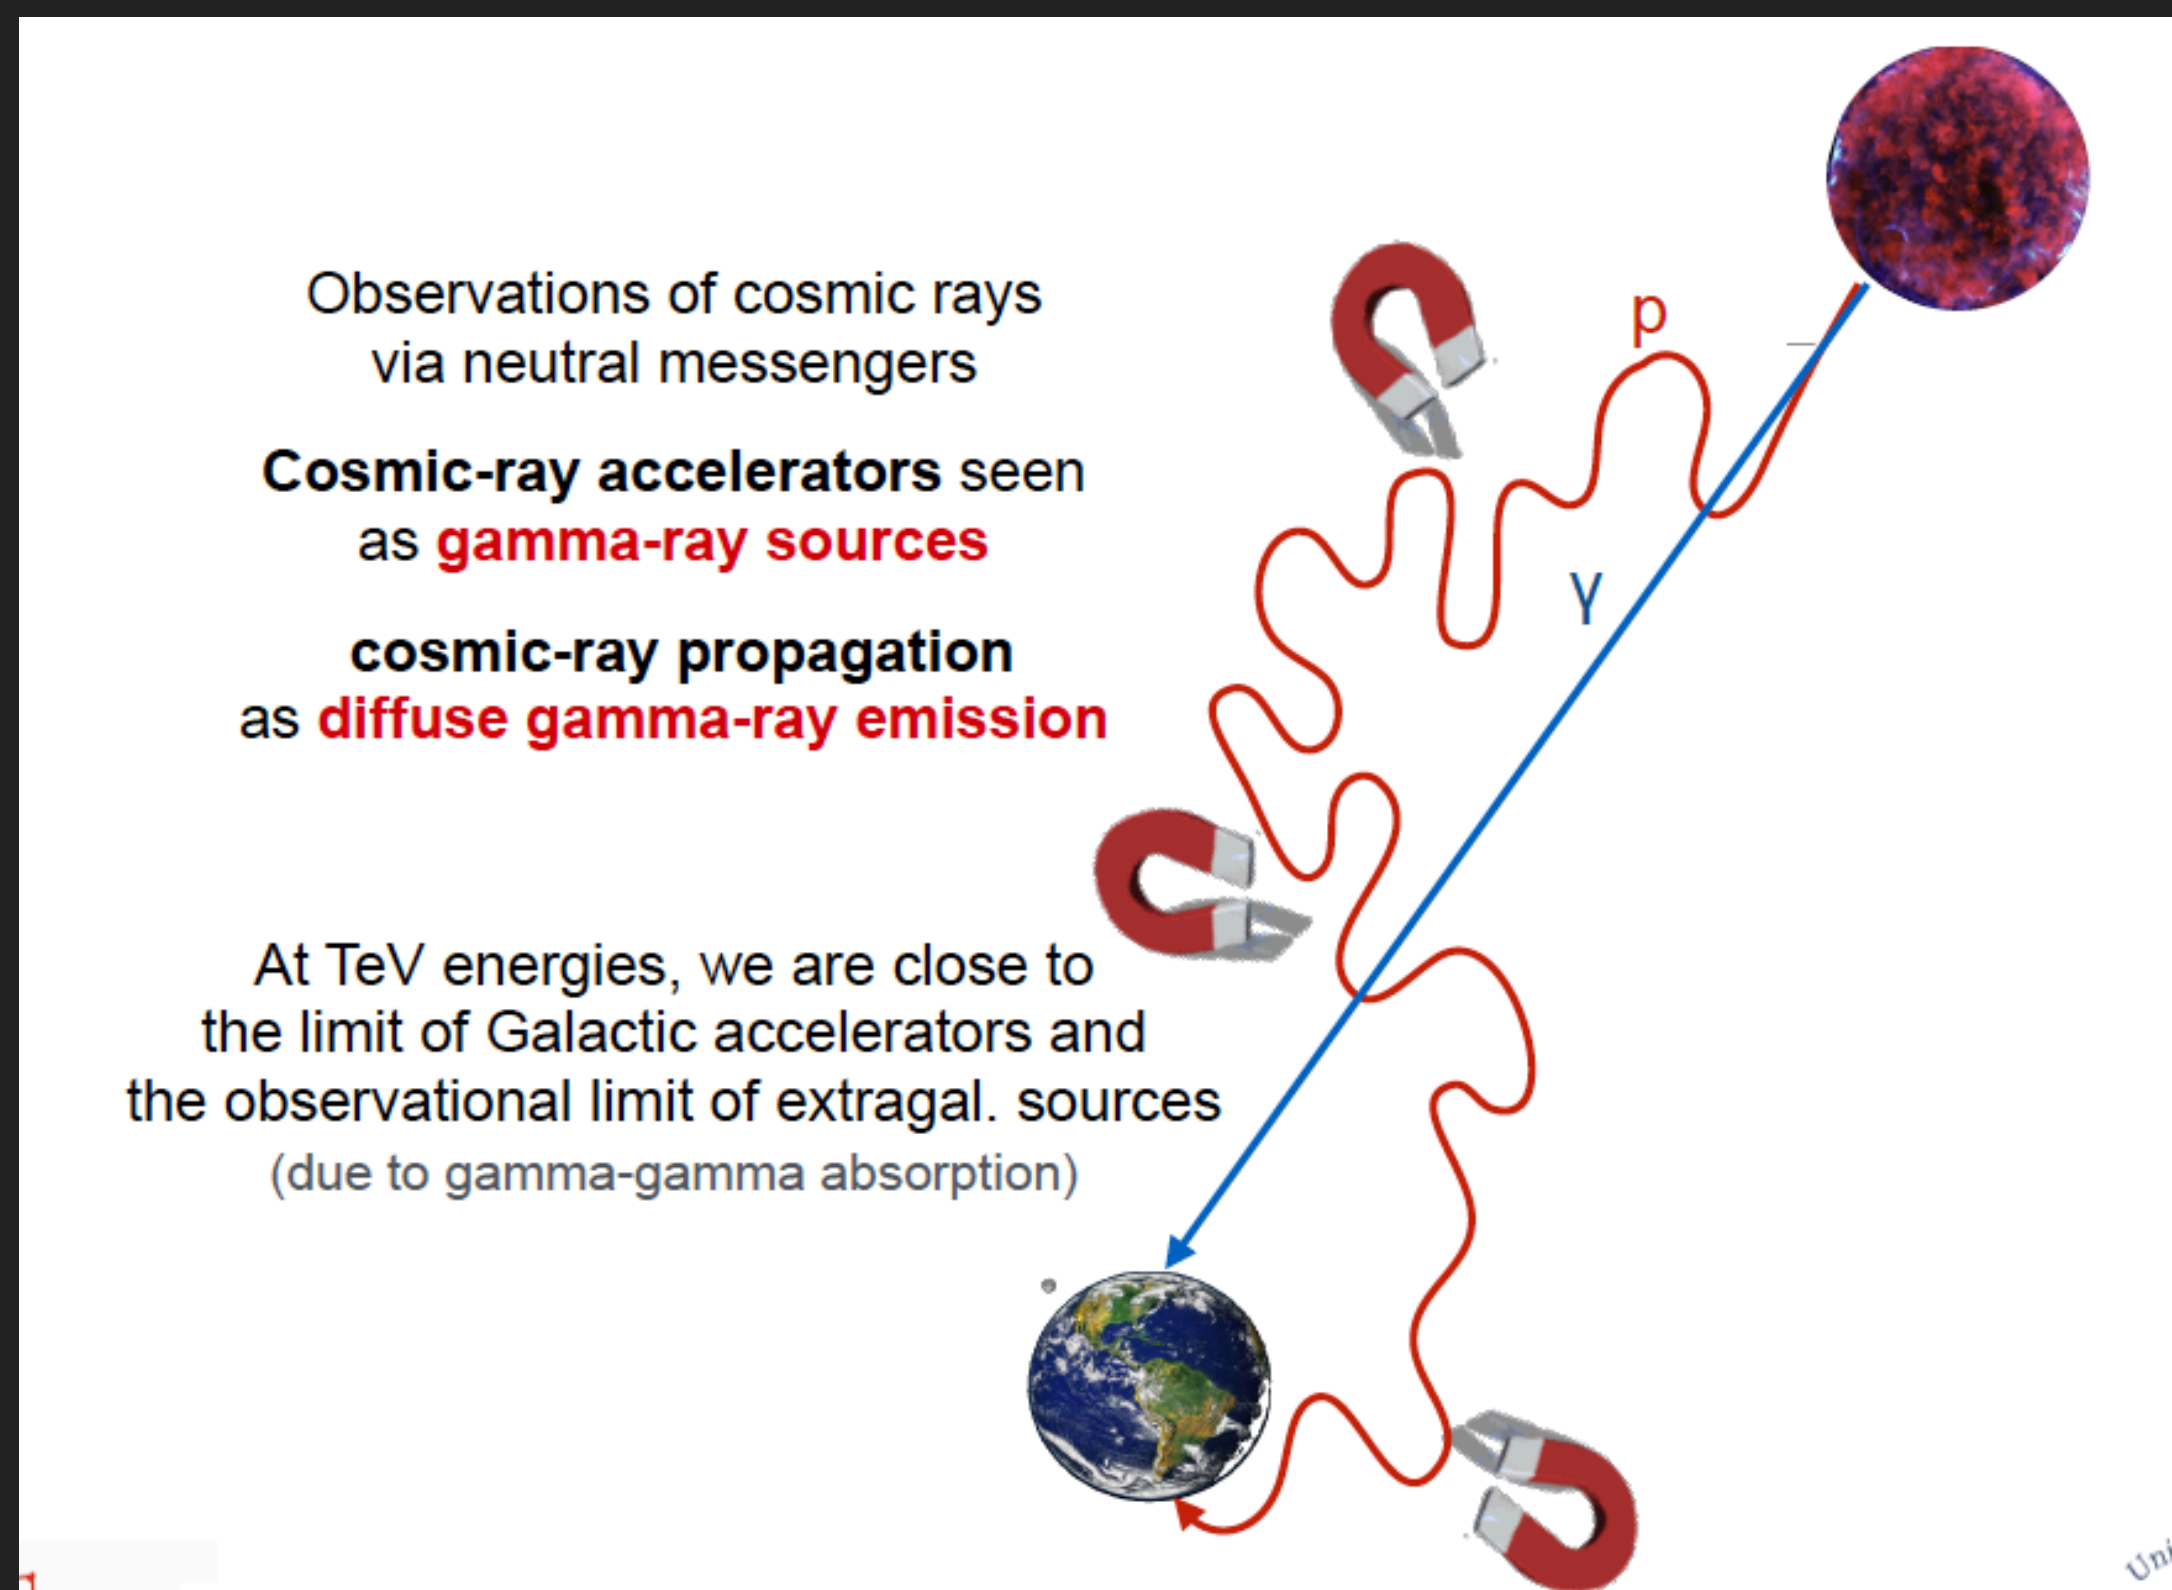 Observations of cosmic rays
via neutral messengers
Cosmic-ray accelerators seen
as gamma-ray sources
cosmic-ray propagation
as diffuse gamma-ray emission
At TeV energies, we are close to
the limit of Galactic accelerators and
the observational limit of extragal. sources
(due to gamma-gamma absorption)
p
γ
Uni